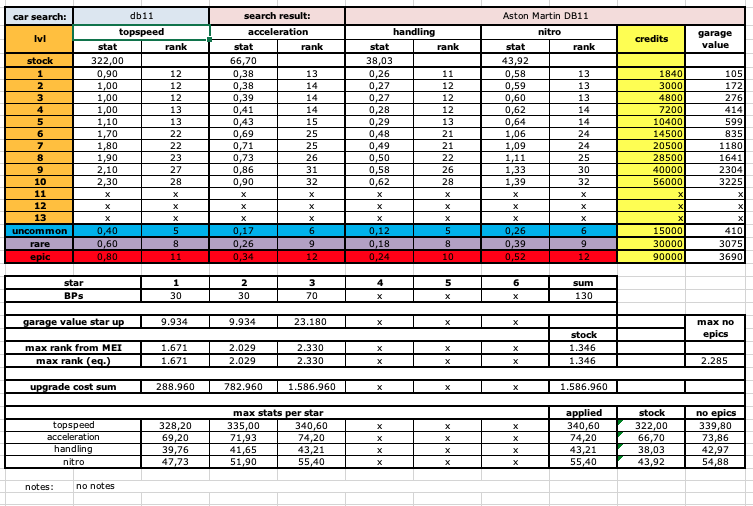 car search: db11 search result: Aston Martin DB11
lvl topspeed acceleration handling nitro credits garage value
stat rank stat rank stat rank stat rank
stock 322,00 66,70 38,03 43,92
1 0,90 12 0,38 13 0,26 11 0,58 13 1840 105
2 1,00 12 0,38 14 0,27 12 0,59 13 3000 172
3 1,00 12 0,39 14 0,27 12 0,60 13 4800 276
4 1,00 13 0,41 14 0,28 12 0,62 14 7200 414
5 1,10 13 0,43 15 0,29 13 0,64 14 10400 599
6 1,70 22 0,69 25 0,48 21 1,06 24 14500 835
7 1,80 22 0,71 25 0,49 21 1,09 24 20500 1180
8 1,90 23 0,73 26 0,50 22 1,11 25 28500 1641
9 2,10 27 0,86 31 0,58 26 1,33 30 40000 2304
10 2,30 28 0,90 32 0,62 28 1,39 32 56000 3225
11 x x x x x x x x x x
12 x x x x x x x x x x
13 x x x x x x x x x x
uncommon 0,40 5 0,17 6 0,12 5 0,26 6 15000 410
rare 0,60 8 0,26 9 0,18 8 0,39 9 30000 3075
epic 0,80 11 0,34 12 0,24 10 0,52 12 90000 3690
star 1 2 3 4 5 6 sum
BPs 30 30 70 x x x 130
garage value star up 9.934 9.934 23.180 x x x max no epics
stock
max rank from MEI 1.671 2.029 2.330 x x x 1.346
max rank (eq.) 1.671 2.029 2.330 x x x 1.346 2.285
upgrade cost sum 288.960 782.960 1.586.960 x x x 1.586.960
max stats per star applied stock no epics
topspeed 328,20 335,00 340,60 x x x 340,60 322,00 339,80
acceleration 69,20 71,93 74,20 x x x 74,20 66,70 73,86
handling 39,76 41,65 43,21 x x x 43,21 38,03 42,97
nitro 47,73 51,90 55,40 x x x 55,40 43,92 54,88
notes: no notes